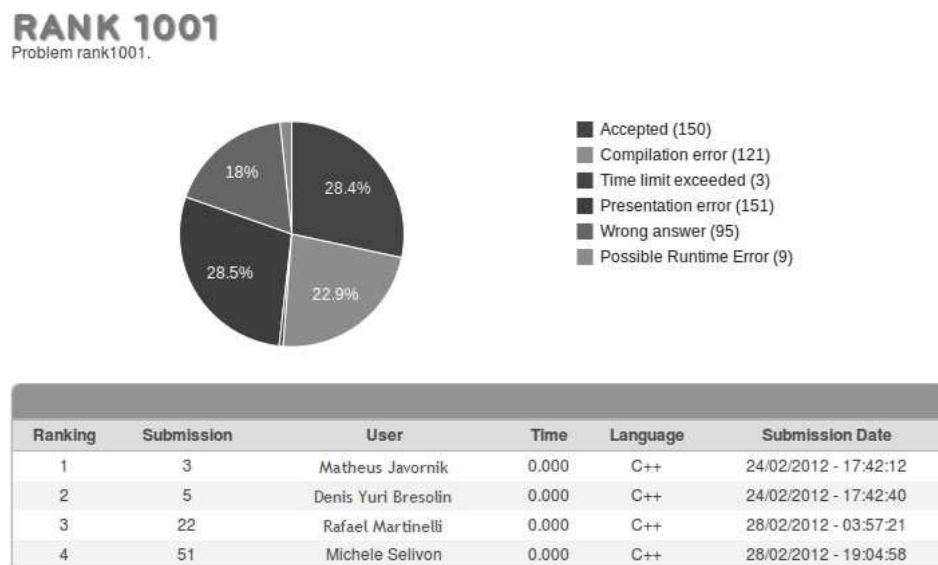 RANK 1001
Problem rank1001.
18%
28.4%
28.5%
22.9%
Accepted (150)
Compilation error (121)
Time limit exceeded (3)
Presentation error (151)
Wrong answer (95)
Possible Runtime Error (9)
Ranking Submission User Time Language Submission Date
1 3 Matheus Javornik 0.000 C++ 24/02/2012 - 17:42:12
2 5 Denis Yuri Bresolin 0.000 C++ 24/02/2012 - 17:42:40
3 22 Rafael Martinelli 0.000 C++ 28/02/2012 - 03:57:21
4 51 Michele Selivon 0.000 C++ 28/02/2012 - 19:04:58